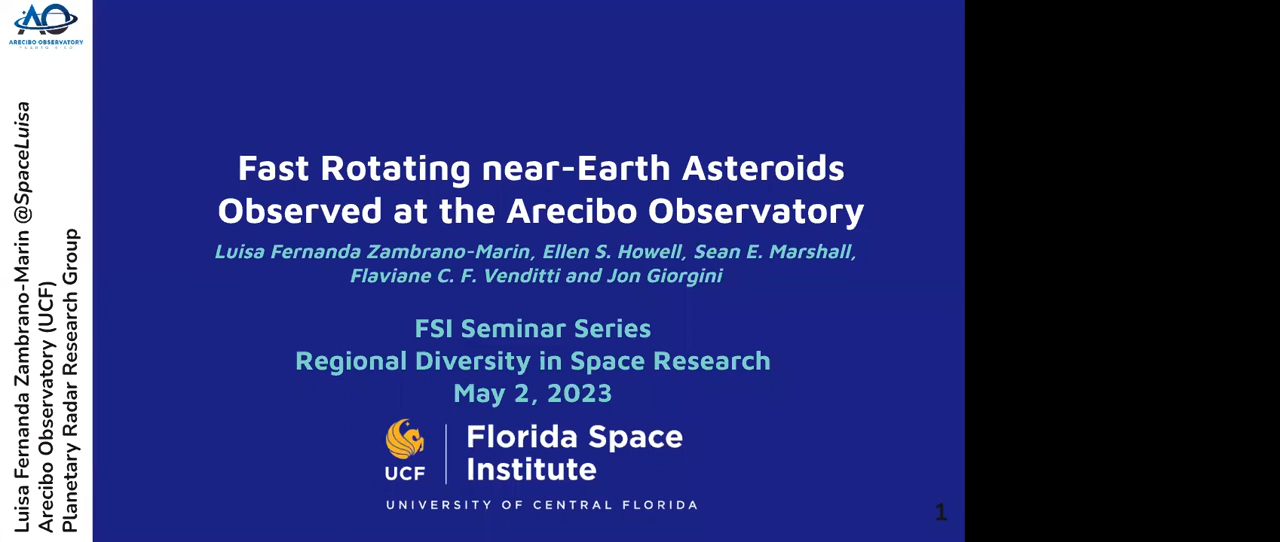 ARECIBO OBSERVATORY
PUERTO RICO
Luisa Fernanda Zambrano-Marin @SpaceLuisa
Arecibo Observatory (UCF)
Planetary Radar Research Group
Fast Rotating near-Earth Asteroids
Observed at the Arecibo Observatory
Luisa Fernanda Zambrano-Marin, Ellen S. Howell, Sean E. Marshall,
Flaviane C. F. Venditti and Jon Giorgini
FSI Seminar Series
Regional Diversity in Space Research
May 2, 2023
UCF
Florida Space
Institute
UNIVERSITY OF CENTRAL FLORIDA
1